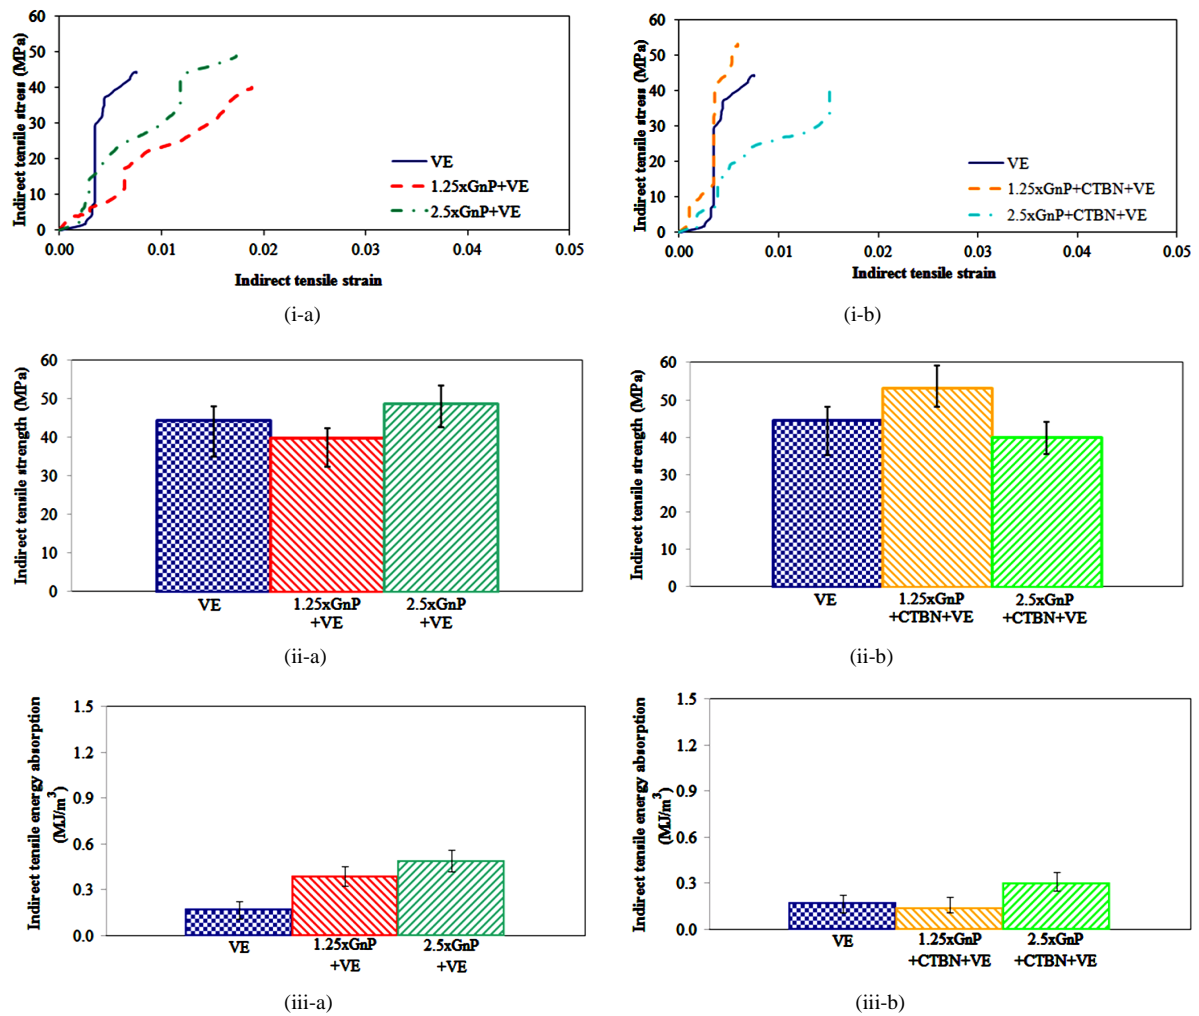 Indirect tensile stress (MPa)
60
50
40
30
20
10
0
0.00 0.01 0.02 0.03 0.04 0.05
VE
1.25xGnP+VE
2.5xGnP+VE
Indirect tensile strain
(i-a)
Indirect tensile stress (MPa)
60
50
40
30
20
10
0
0.00 0.01 0.02 0.03 0.04 0.05
VE
1.25xGnP+CTBN+VE
2.5xGnP+CTBN+VE
Indirect tensile strain
(i-b)
Indirect tensile strength (MPa)
60
50
40
30
20
10
0
VE 1.25xGnP 2.5xGnP
+VE +VE
(ii-a)
Indirect tensile strength (MPa)
60
50
40
30
20
10
0
VE 1.25xGnP 2.5xGnP
+CTBN+VE +CTBN+VE
(ii-b)
Indirect tensile energy absorption
(MJ/m³)
1.5
1.2
0.9
0.6
0.3
0.0
VE 1.25xGnP 2.5xGnP
+VE +VE
(iii-a)
Indirect tensile energy absorption
(MJ/m³)
1.5
1.2
0.9
0.6
0.3
0.0
VE 1.25xGnP 2.5xGnP
+CTBN+VE +CTBN+VE
(iii-b)